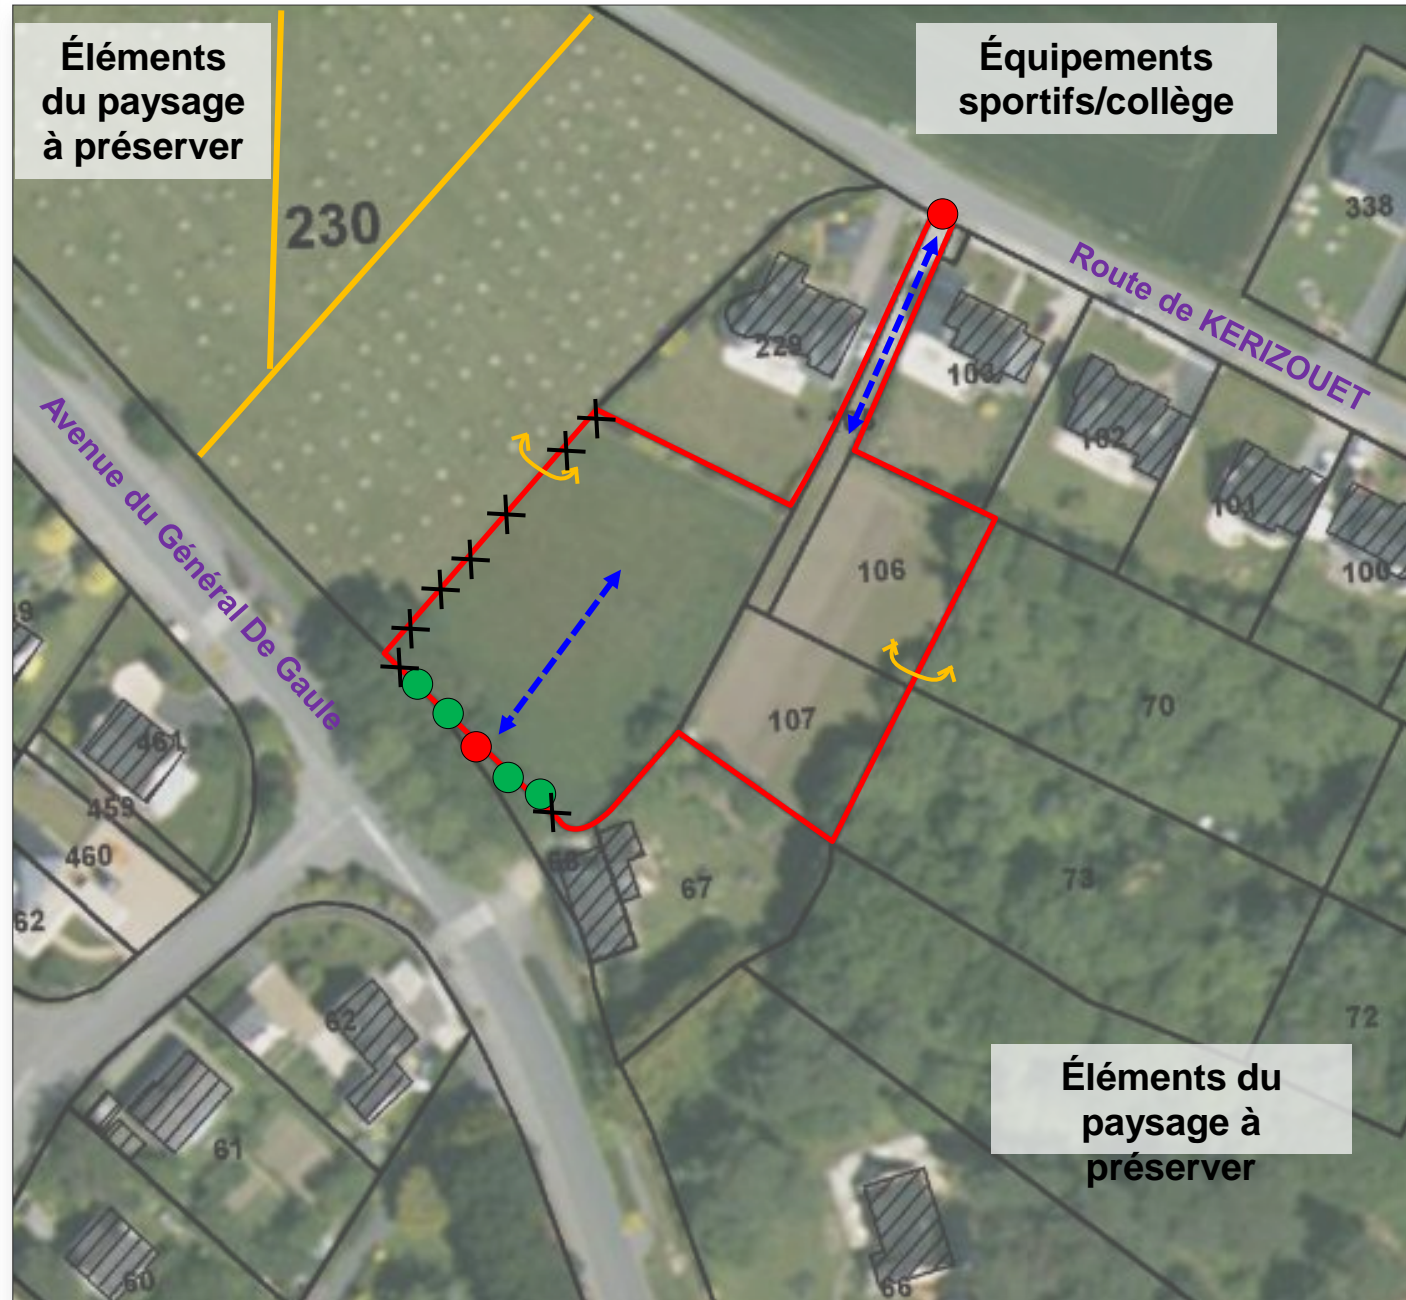 Éléments
du paysage
à préserver
Équipements
sportifs/collège
230
338
Route de KERIZOUET
229
103
102
101
100
Avenue du Général De Gaule
106
70
107
461
459
460
73
67
62
72
62
Éléments du
paysage à
préserver
61
60
66